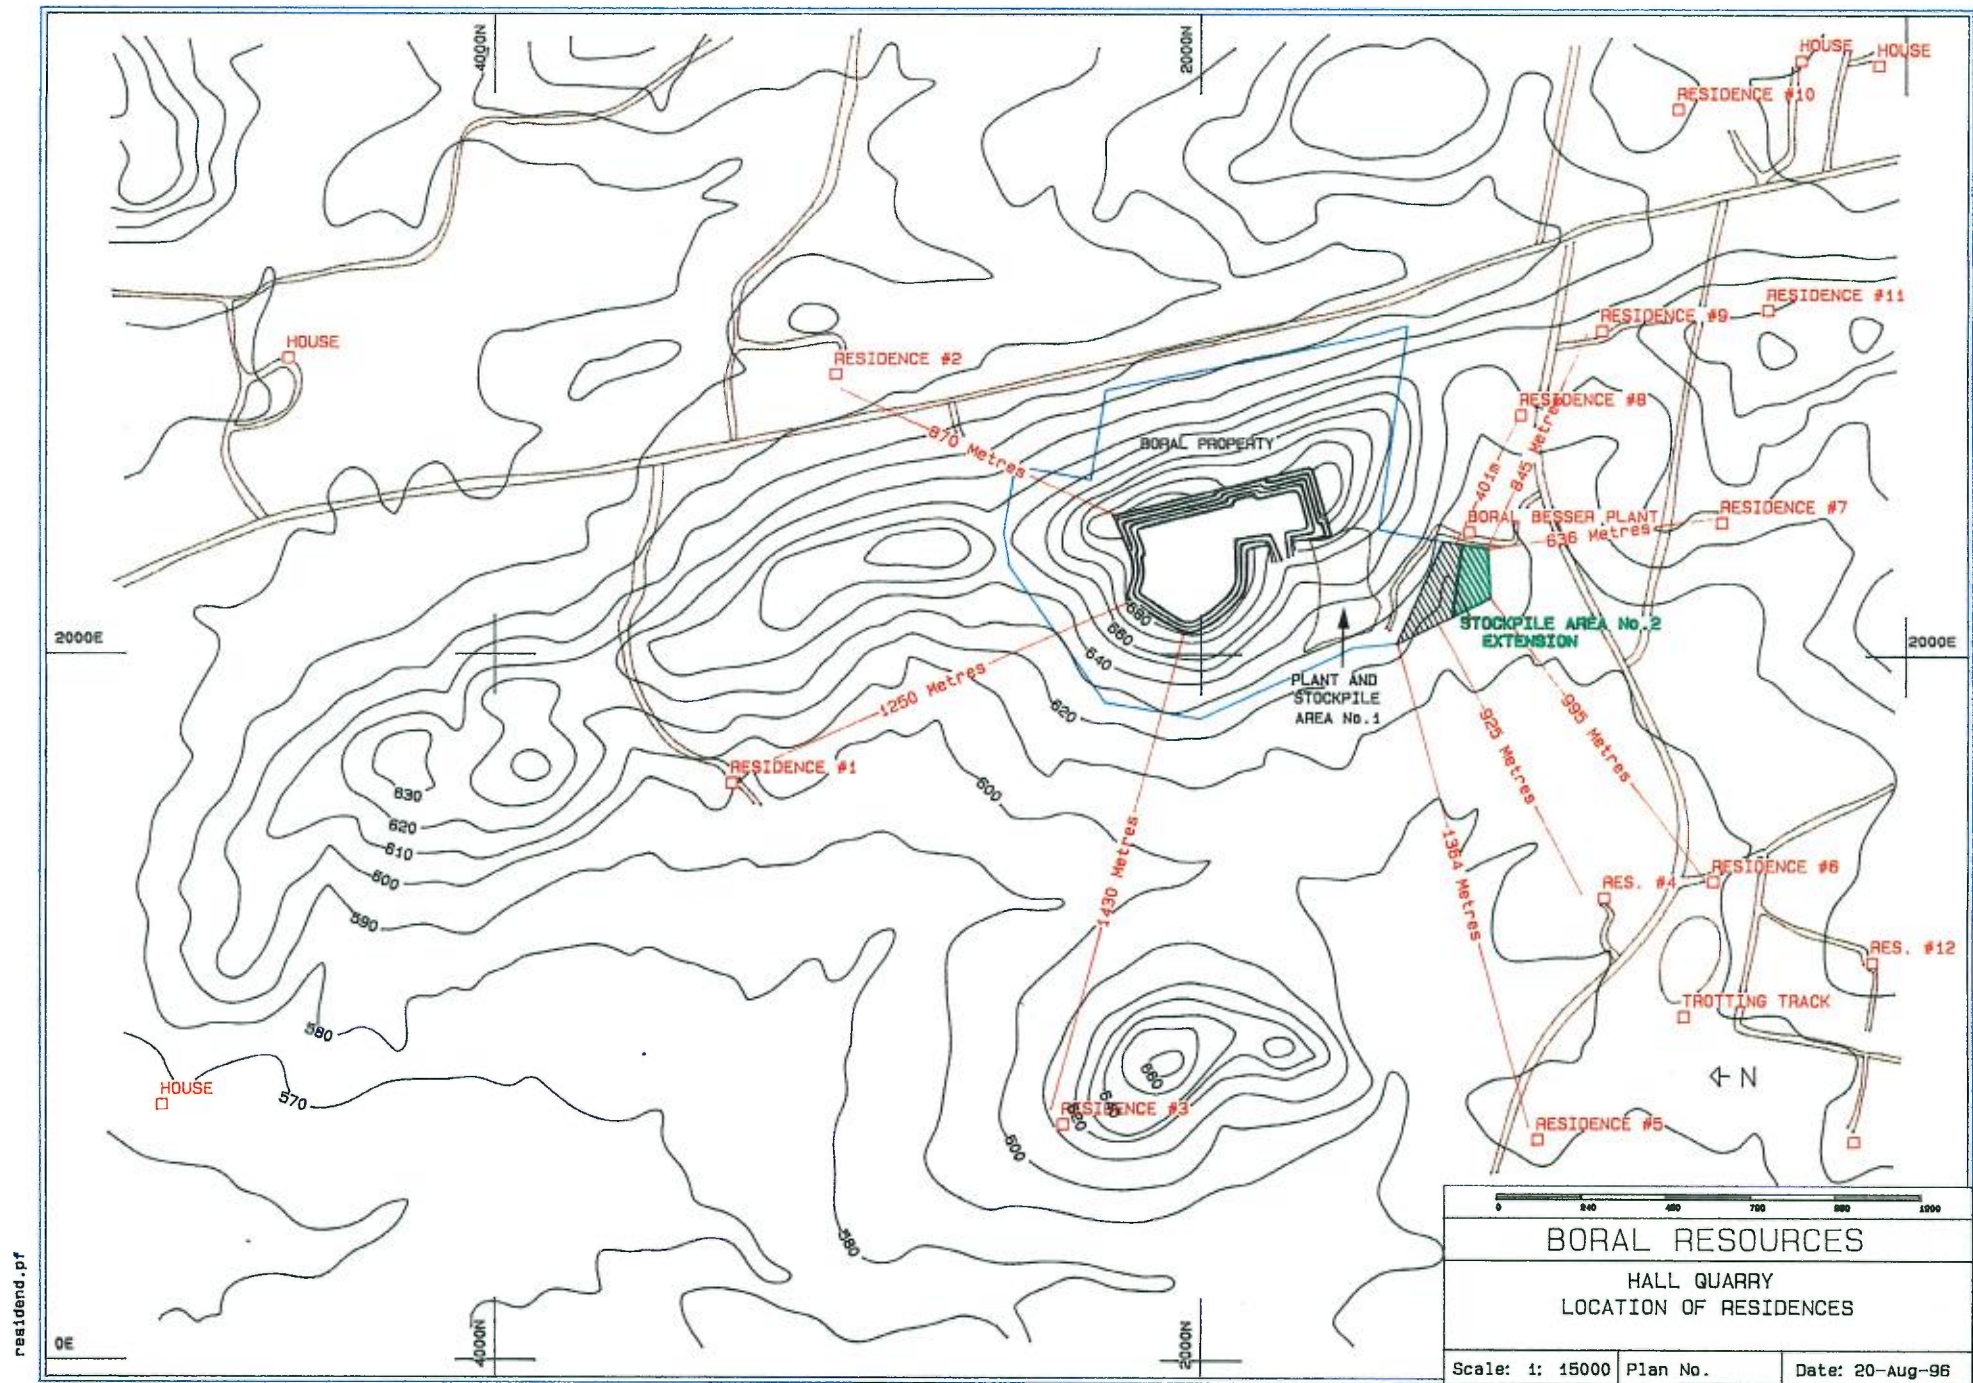 4000N
2000N
HOUSE
HOUSE
RESIDENCE #10
RESIDENCE #11
RESIDENCE #9
HOUSE
RESIDENCE #2
RESIDENCE #8
870 Metres
BORAL PROPERTY
845 Metres
401m
BORAL BESSER PLANT
RESIDENCE #7
636 Metres
680
660
640
620
2000E
STOCKPILE AREA No.2
EXTENSION
2000E
PLANT AND
STOCKPILE
AREA No.1
1250 Metres
925 Metres
995 Metres
RESIDENCE #1
630
620
610
600
590
580
570
600
1430 Metres
1364 Metres
RESIDENCE #6
RES. #4
RES. #12
TROTTING TRACK
N
HOUSE
660
620
RESIDENCE #3
600
RESIDENCE #5
580
0 240 480 720 960 1200
BORAL RESOURCES
HALL QUARRY
LOCATION OF RESIDENCES
Scale: 1: 15000
Plan No.
Date: 20-Aug-96
0E
4000N
2000N
residend.pf